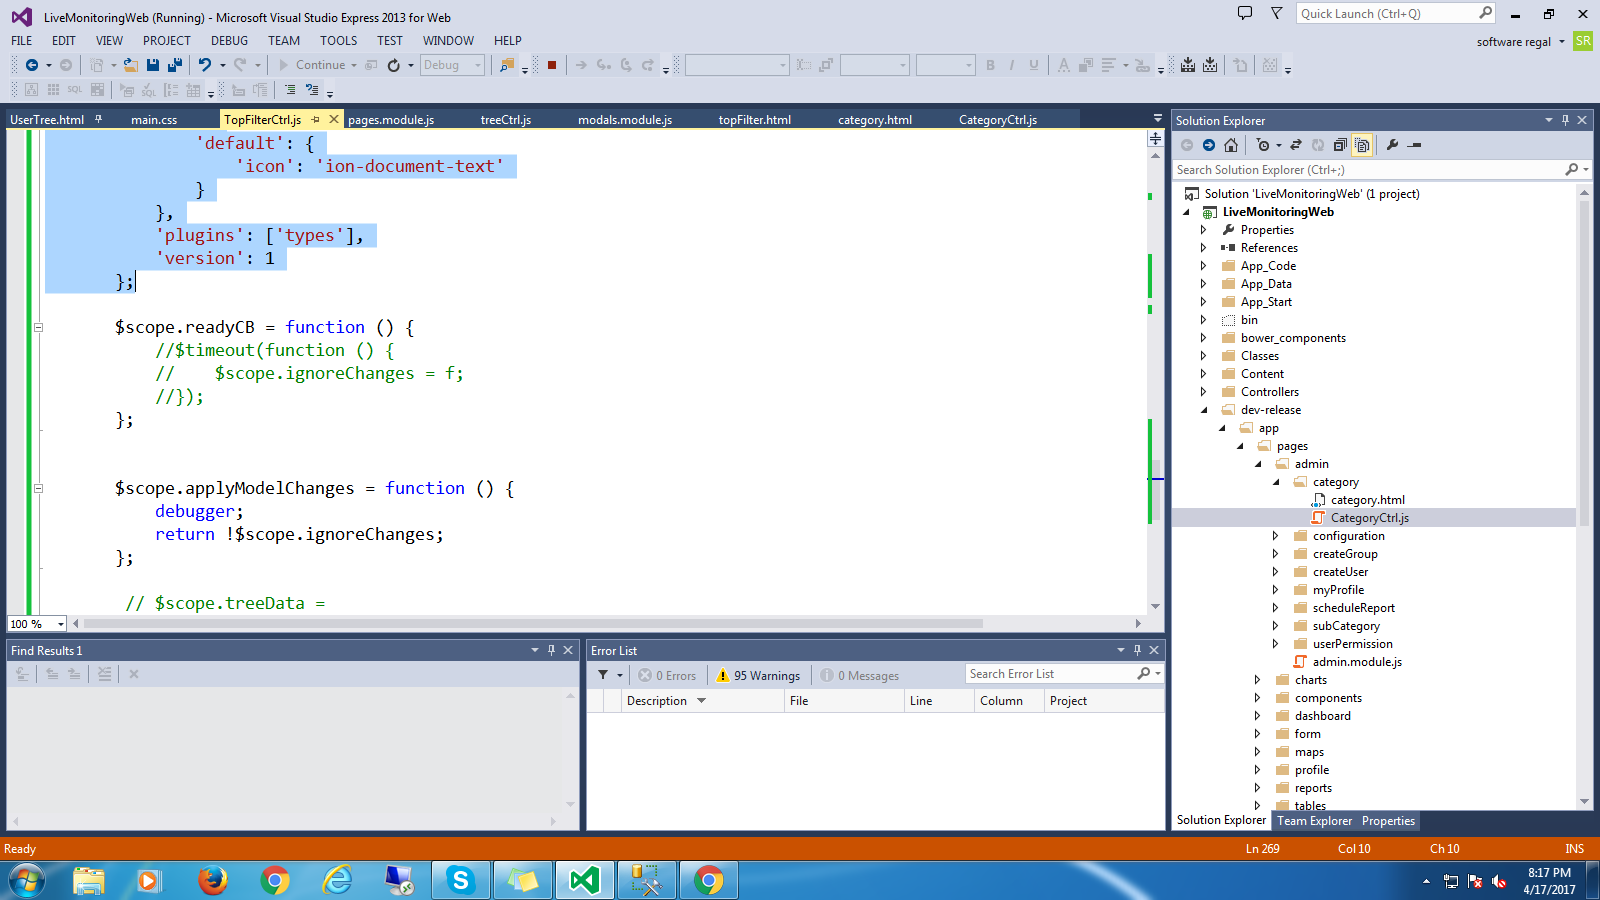 LiveMonitoringWeb (Running) - Microsoft Visual Studio Express 2013 for Web
Quick Launch (Ctrl+Q)
FILE EDIT VIEW PROJECT DEBUG TEAM TOOLS TEST WINDOW HELP
software regal SR
Continue Debug
SQL SQL
UserTree.html main.css TopFilterCtrl.js pages.module.js treeCtrl.js modals.module.js topFilter.html category.html CategoryCtrl.js
'default': {
'icon': 'ion-document-text'
}
},
'plugins': ['types'],
'version': 1
};
$scope.readyCB = function () {
//$timeout(function () {
//    $scope.ignoreChanges = f;
//});
};
$scope.applyModelChanges = function () {
debugger;
return !$scope.ignoreChanges;
};
// $scope.treeData =
100 %
Find Results 1
Error List
0 Errors 95 Warnings 0 Messages Search Error List
Description File Line Column Project
Solution Explorer
Search Solution Explorer (Ctrl+;)
Solution 'LiveMonitoringWeb' (1 project)
LiveMonitoringWeb
Properties
References
App_Code
App_Data
App_Start
bin
bower_components
Classes
Content
Controllers
dev-release
app
pages
admin
category
category.html
CategoryCtrl.js
configuration
createGroup
createUser
myProfile
scheduleReport
subCategory
userPermission
admin.module.js
charts
components
dashboard
form
maps
profile
reports
tables
Solution Explorer Team Explorer Properties
Ready Ln 269 Col 10 Ch 10 INS
8:17 PM
4/17/2017